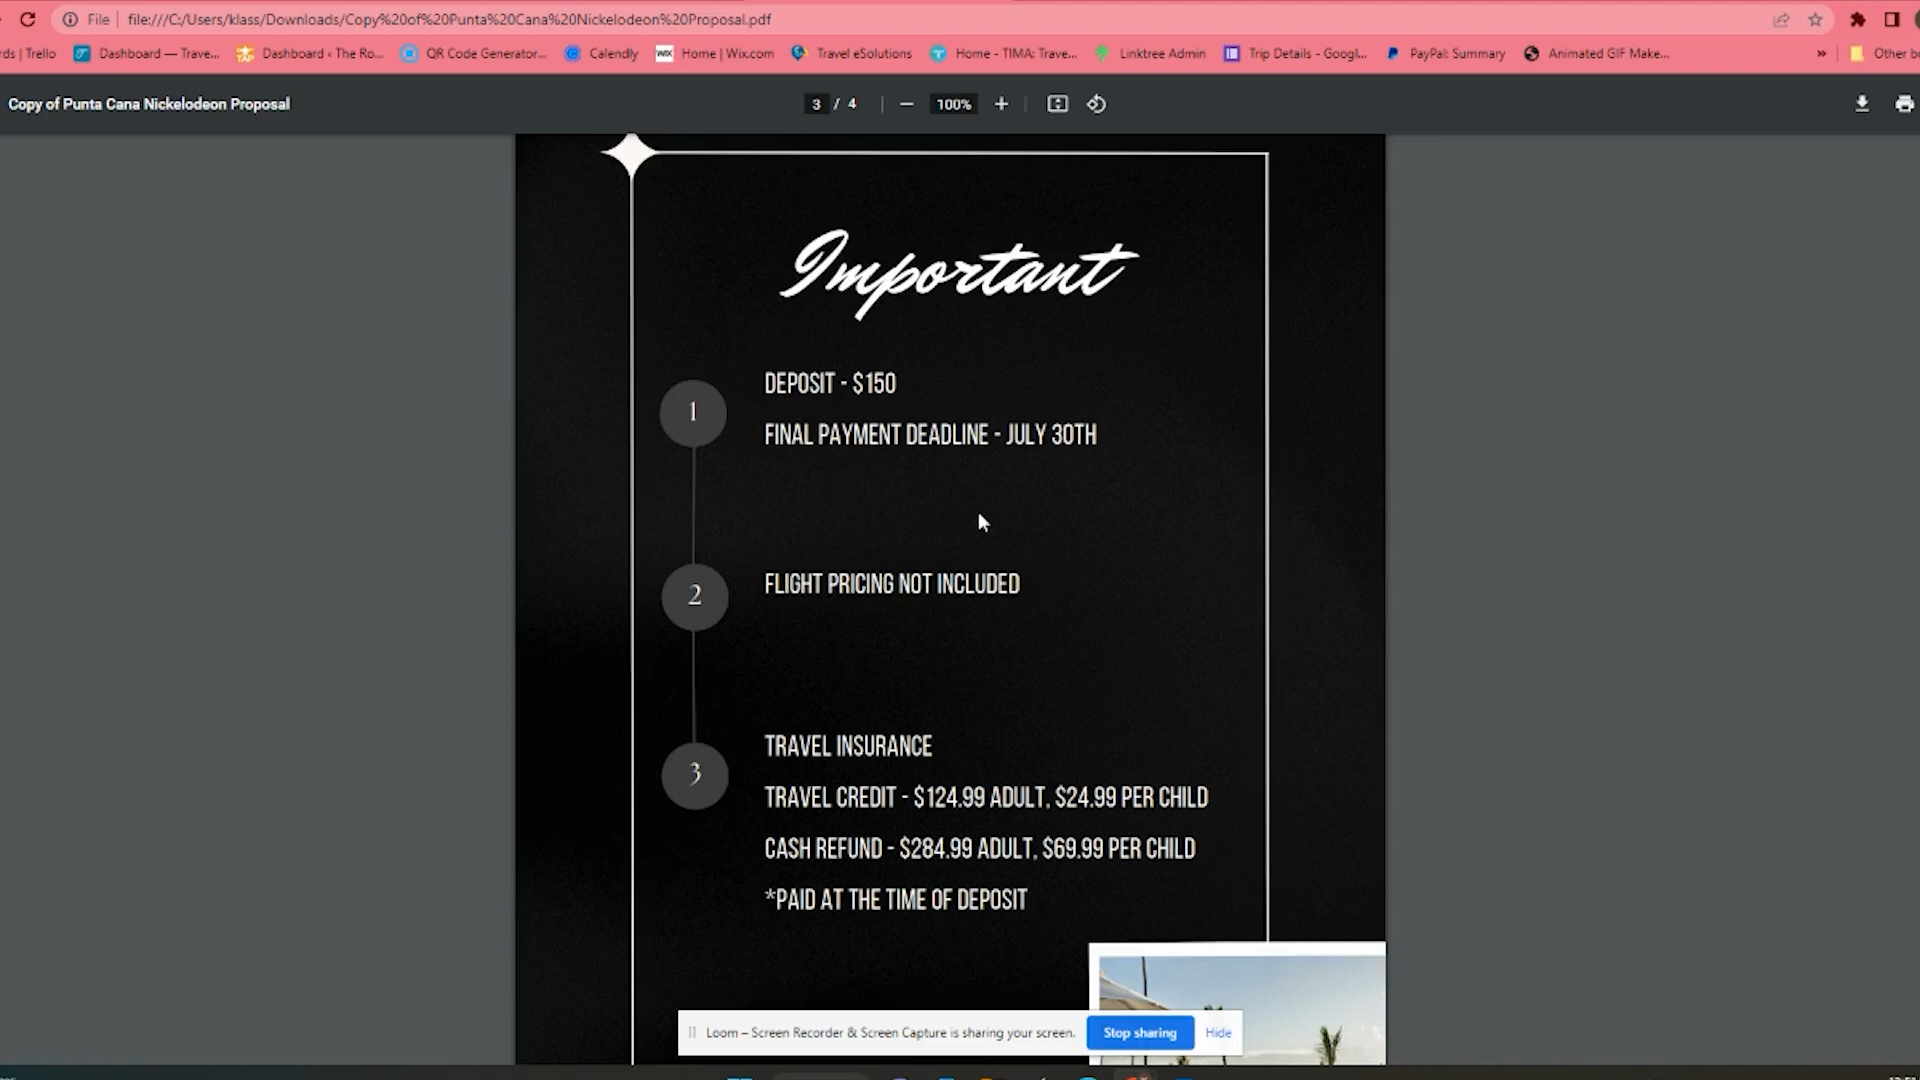 File file:///C:/Users/klass/Downloads/Copy%20of%20Punta%20Cana%20Nickelodeon%20Proposal.pdf
| Trello Dashboard — Trave... Dashboard ‹ The Ro... QR Code Generator... Calendly Home | Wix.com Travel eSolutions Home - TIMA: Trave... Linktree Admin Trip Details - Googl... PayPal: Summary Animated GIF Make... » Other
Copy of Punta Cana Nickelodeon Proposal 3 / 4 100%
Important
1
DEPOSIT - $150
FINAL PAYMENT DEADLINE - JULY 30TH
2
FLIGHT PRICING NOT INCLUDED
3
TRAVEL INSURANCE
TRAVEL CREDIT - $124.99 ADULT, $24.99 PER CHILD
CASH REFUND - $284.99 ADULT, $69.99 PER CHILD
*PAID AT THE TIME OF DEPOSIT
Loom – Screen Recorder & Screen Capture is sharing your screen. Stop sharing Hide